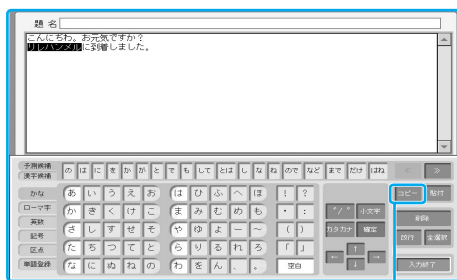 題 名
こんにちわ。お元気ですか？
リレハンメルに到着しました。
予測候補
漢字候補
の は に を が か と で も して とは し な ね ので など まで だけ はね « »
かな あ い う え お は ひ ふ へ ほ ！ ？ コピー 貼付
ローマ字 か き く け こ ま み む め も ・ ： ゛/゜ 小文字 削除
英数 さ し す せ そ や ゆ よ ー ～ ( ) カタカナ 確定
記号 た ち つ て と ら り る れ ろ 「 」 ↑ 改行 全選択
区点
単語登録 な に ぬ ね の わ を ん 、 。 空白 ← ↓ → 入力終了